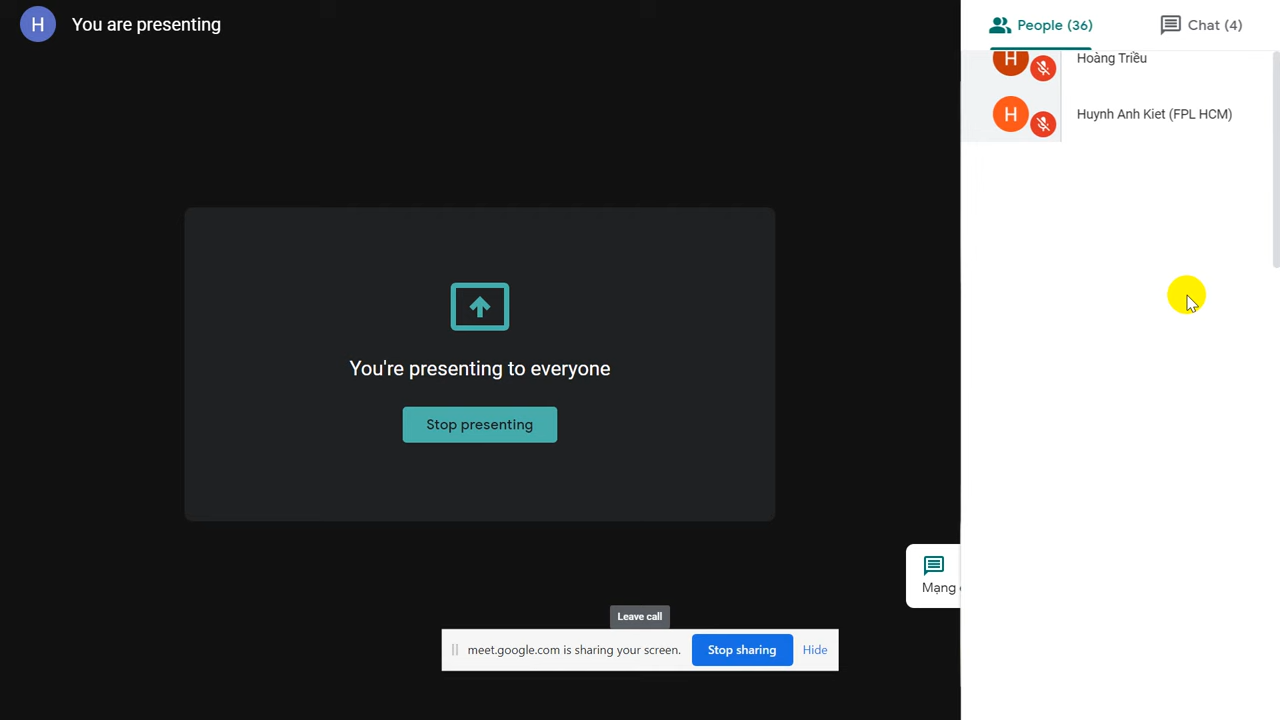 H You are presenting
People (36)
Chat (4)
H Hoàng Triều
H Huynh Anh Kiet (FPL HCM)
You're presenting to everyone
Stop presenting
Mạng
Leave call
meet.google.com is sharing your screen. Stop sharing Hide